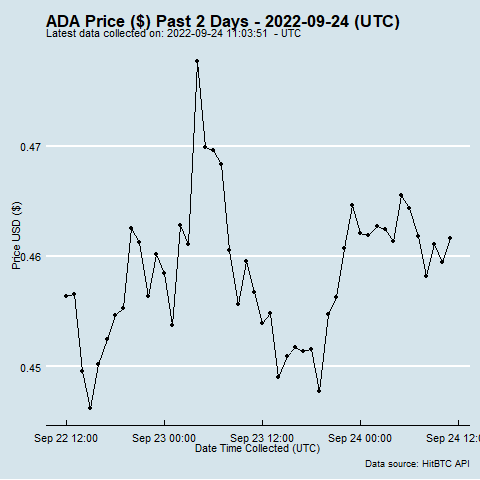 ADA Price ($) Past 2 Days - 2022-09-24 (UTC)
Latest data collected on: 2022-09-24 11:03:51 - UTC
0.47
0.46
0.45
Price USD ($)
Sep 22 12:00 Sep 23 00:00 Sep 23 12:00 Sep 24 00:00 Sep 24 12:00
Date Time Collected (UTC)
Data source: HitBTC API